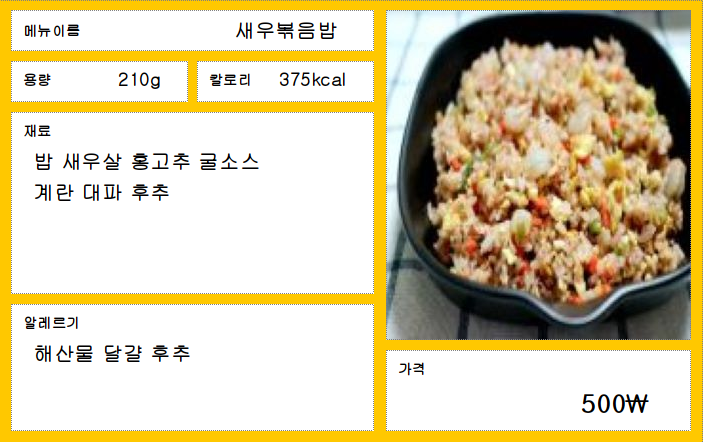 메뉴이름 새우볶음밥
용량 210g 칼로리 375kcal
재료
밥 새우살 홍고추 굴소스
계란 대파 후추
알레르기
해산물 달걀 후추
가격
500₩